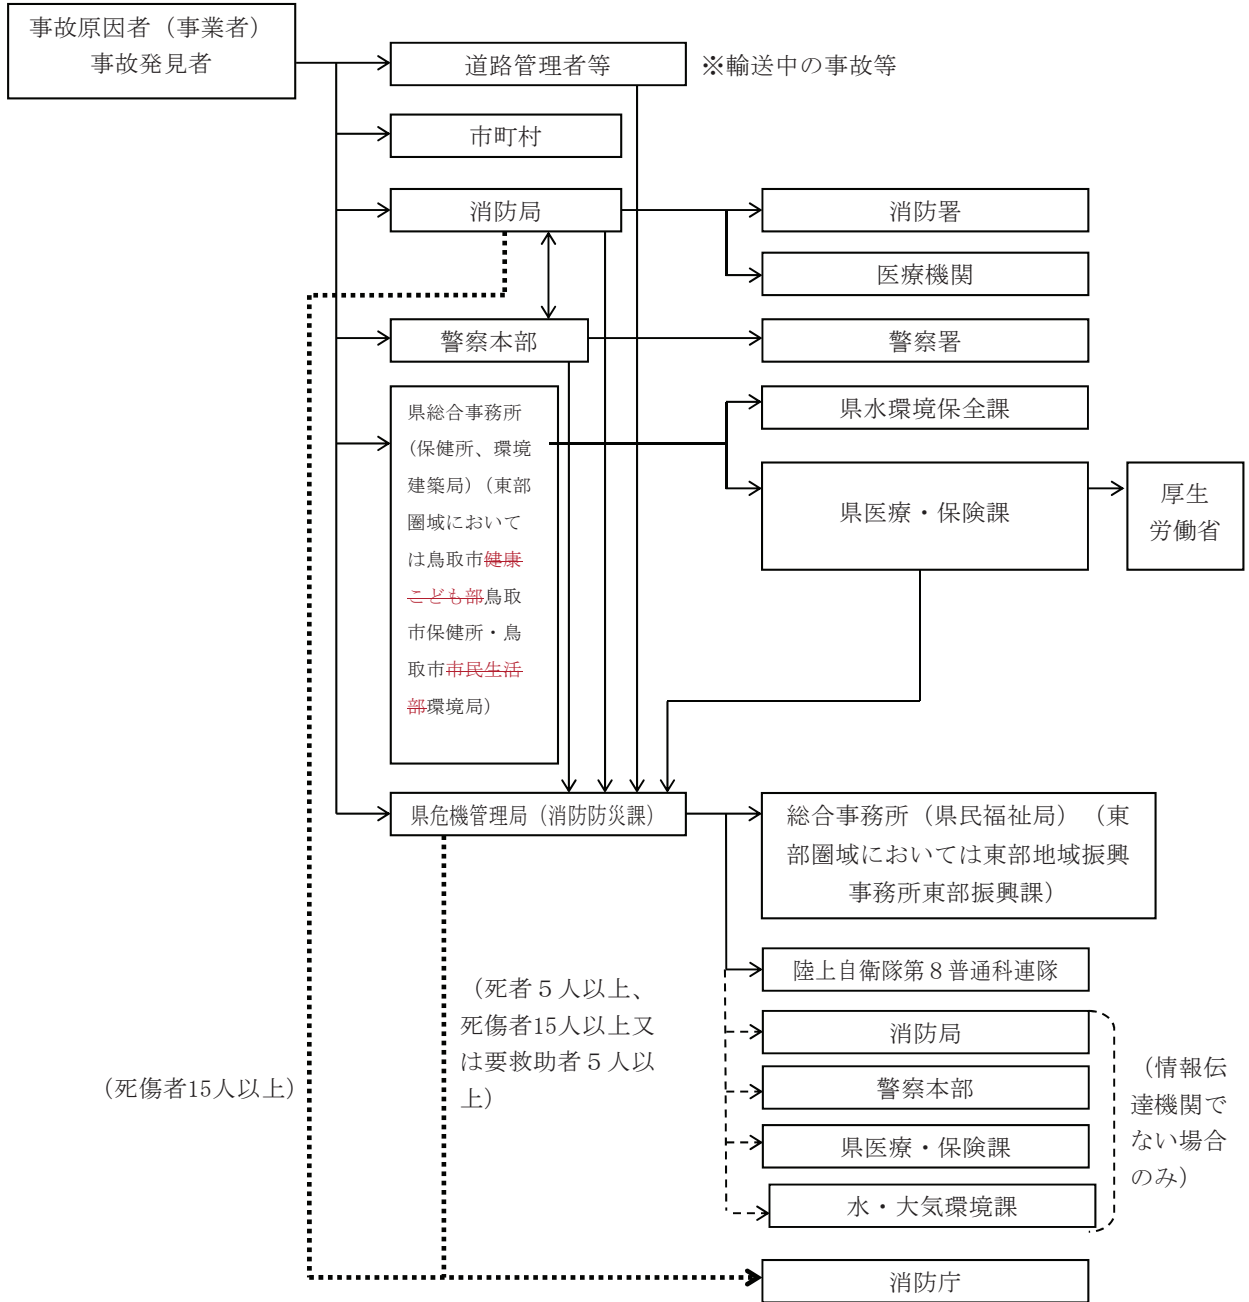 事故原因者（事業者）
事故発見者
道路管理者等
※輸送中の事故等
市町村
消防局
消防署
医療機関
警察本部
警察署
県総合事務所
（保健所、環境
建築局）（東部
圏域において
は鳥取市健康
こども部鳥取
市保健所・鳥
取市市民生活
部環境局）
県水環境保全課
県医療・保険課
厚生
労働省
県危機管理局（消防防災課）
総合事務所（県民福祉局）（東
部圏域においては東部地域振興
事務所東部振興課）
陸上自衛隊第８普通科連隊
（死者５人以上、
死傷者15人以上又
は要救助者５人以
上）
（死傷者15人以上）
消防局
警察本部
県医療・保険課
水・大気環境課
（情報伝
達機関で
ない場合
のみ）
消防庁